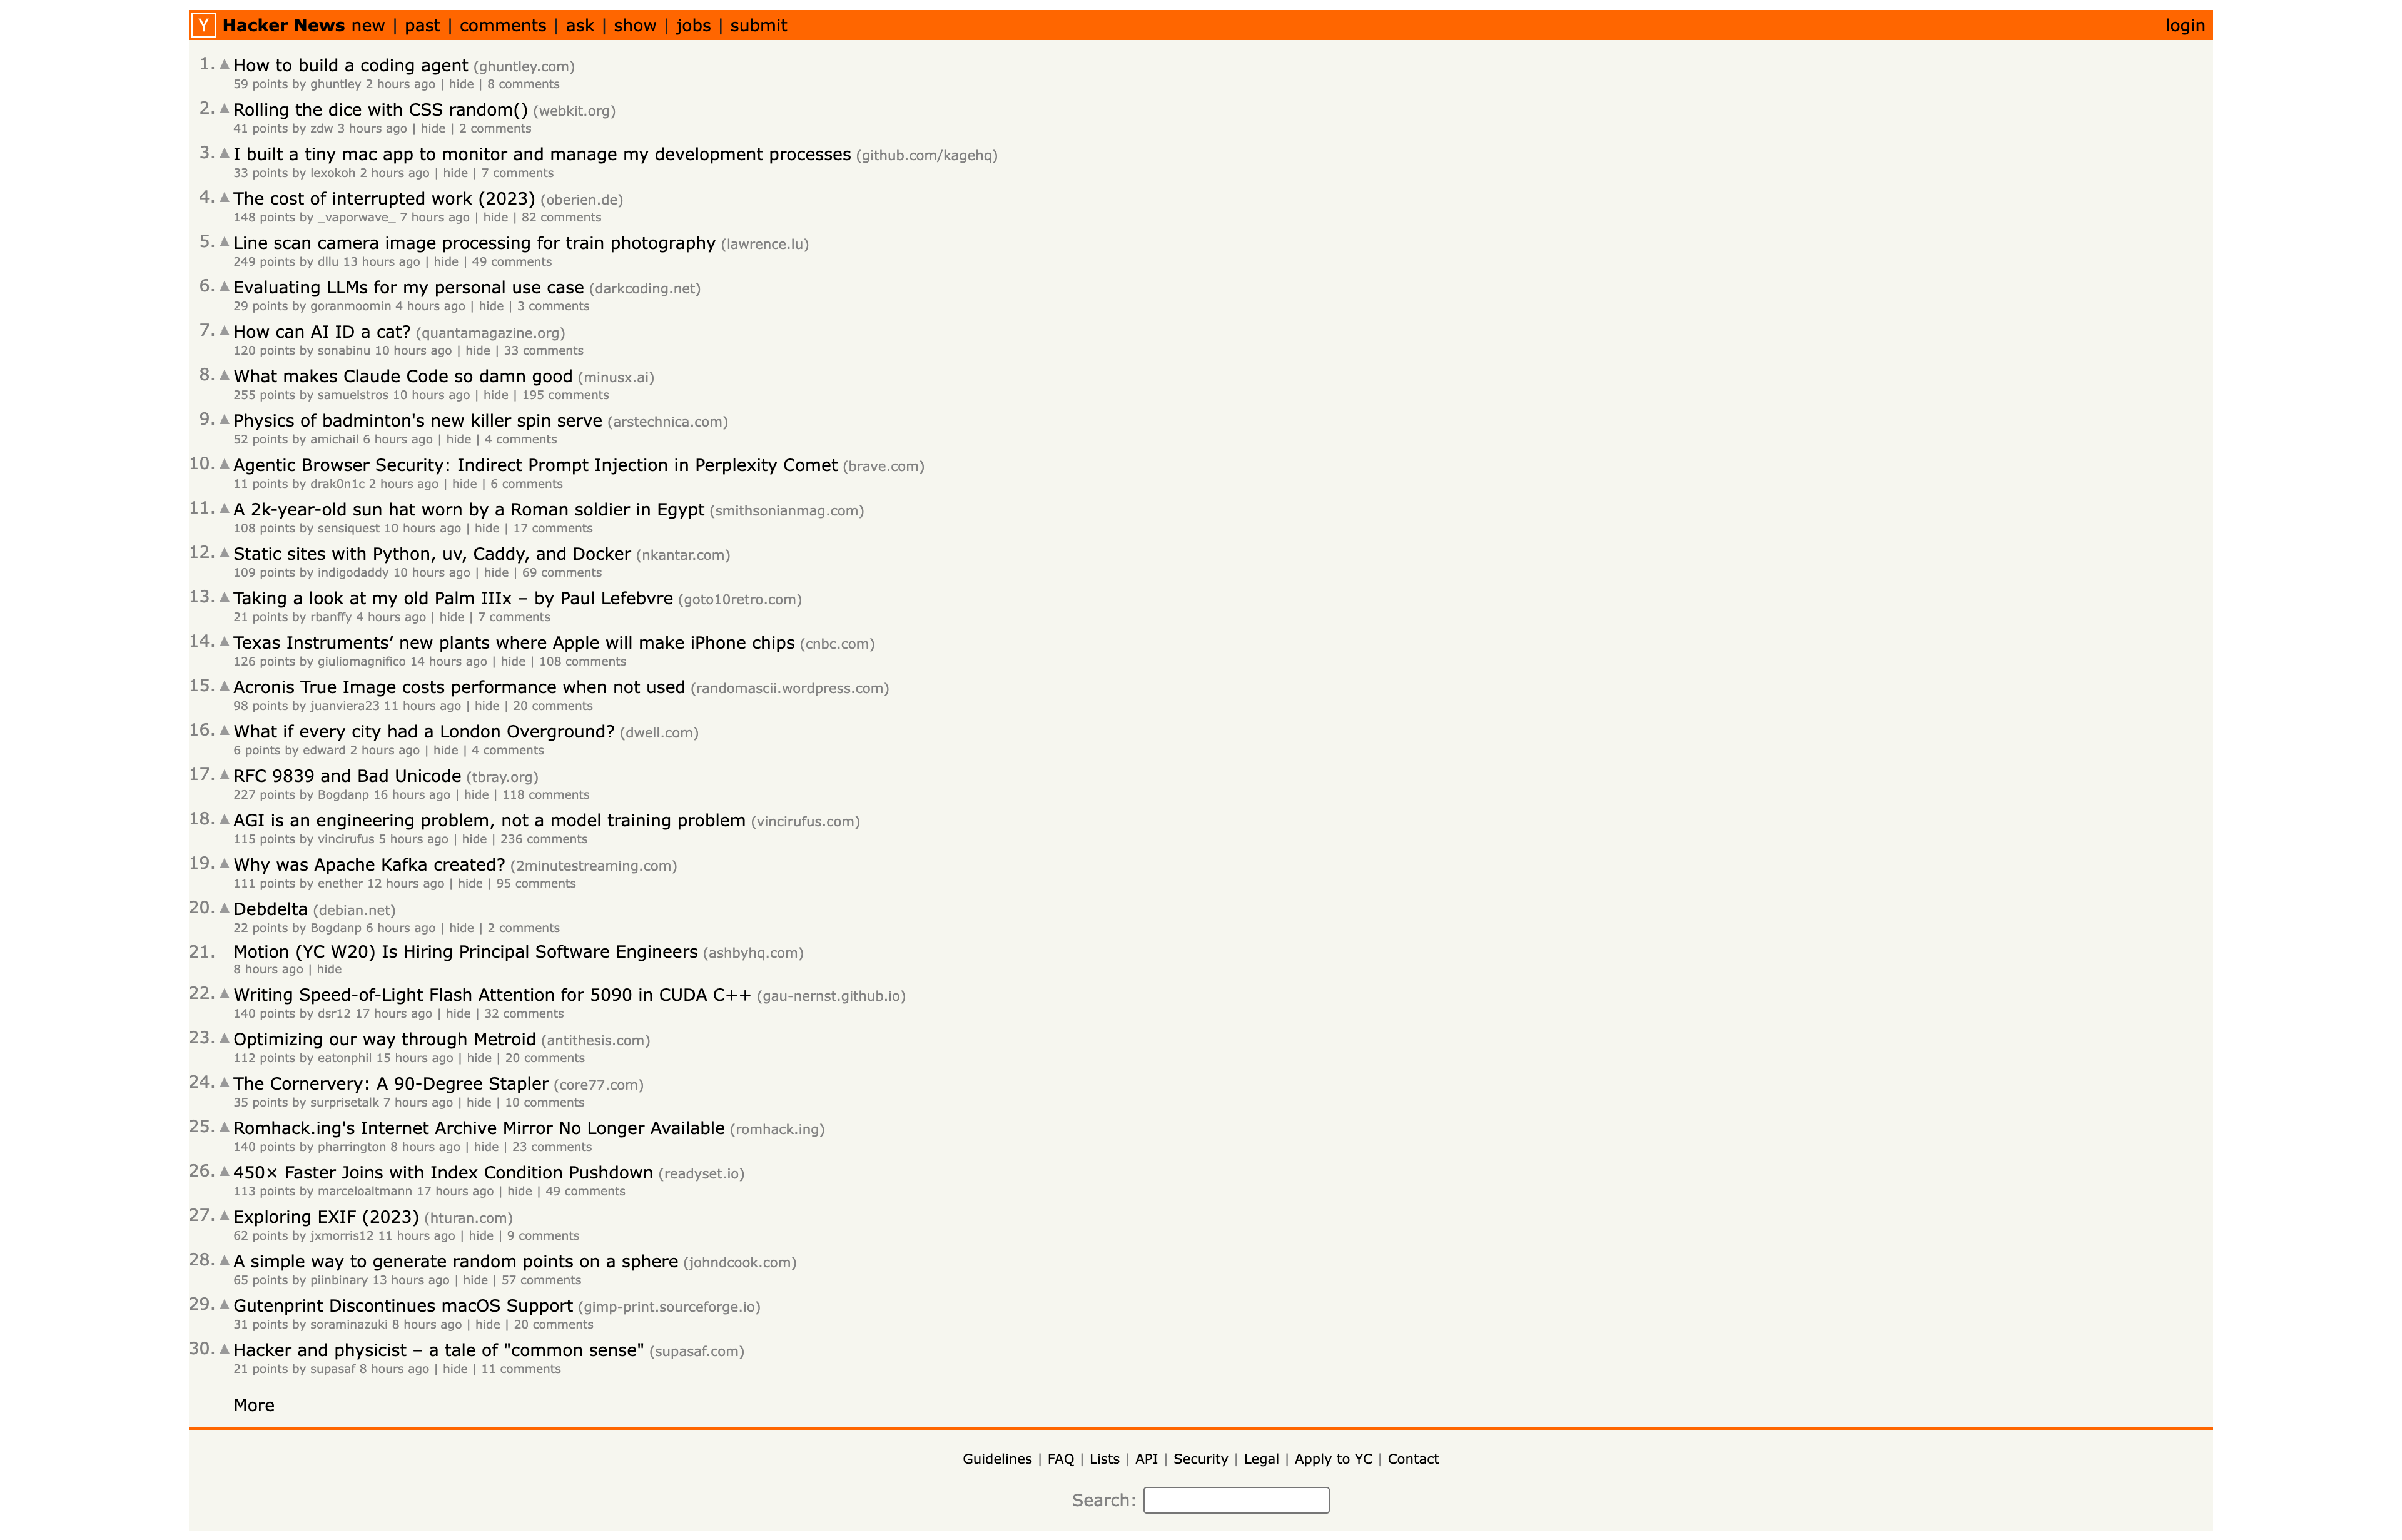 Y Hacker News new | past | comments | ask | show | jobs | submit login
1. ▲ How to build a coding agent (ghuntley.com)
59 points by ghuntley 2 hours ago | hide | 8 comments
2. ▲ Rolling the dice with CSS random() (webkit.org)
41 points by zdw 3 hours ago | hide | 2 comments
3. ▲ I built a tiny mac app to monitor and manage my development processes (github.com/kagehq)
33 points by lexokoh 2 hours ago | hide | 7 comments
4. ▲ The cost of interrupted work (2023) (oberien.de)
148 points by _vaporwave_ 7 hours ago | hide | 82 comments
5. ▲ Line scan camera image processing for train photography (lawrence.lu)
249 points by dllu 13 hours ago | hide | 49 comments
6. ▲ Evaluating LLMs for my personal use case (darkcoding.net)
29 points by goranmoomin 4 hours ago | hide | 3 comments
7. ▲ How can AI ID a cat? (quantamagazine.org)
120 points by sonabinu 10 hours ago | hide | 33 comments
8. ▲ What makes Claude Code so damn good (minusx.ai)
255 points by samuelstros 10 hours ago | hide | 195 comments
9. ▲ Physics of badminton's new killer spin serve (arstechnica.com)
52 points by amichail 6 hours ago | hide | 4 comments
10. ▲ Agentic Browser Security: Indirect Prompt Injection in Perplexity Comet (brave.com)
11 points by drak0n1c 2 hours ago | hide | 6 comments
11. ▲ A 2k-year-old sun hat worn by a Roman soldier in Egypt (smithsonianmag.com)
108 points by sensiquest 10 hours ago | hide | 17 comments
12. ▲ Static sites with Python, uv, Caddy, and Docker (nkantar.com)
109 points by indigodaddy 10 hours ago | hide | 69 comments
13. ▲ Taking a look at my old Palm IIIx – by Paul Lefebvre (goto10retro.com)
21 points by rbanffy 4 hours ago | hide | 7 comments
14. ▲ Texas Instruments’ new plants where Apple will make iPhone chips (cnbc.com)
126 points by giuliomagnifico 14 hours ago | hide | 108 comments
15. ▲ Acronis True Image costs performance when not used (randomascii.wordpress.com)
98 points by juanviera23 11 hours ago | hide | 20 comments
16. ▲ What if every city had a London Overground? (dwell.com)
6 points by edward 2 hours ago | hide | 4 comments
17. ▲ RFC 9839 and Bad Unicode (tbray.org)
227 points by Bogdanp 16 hours ago | hide | 118 comments
18. ▲ AGI is an engineering problem, not a model training problem (vincirufus.com)
115 points by vincirufus 5 hours ago | hide | 236 comments
19. ▲ Why was Apache Kafka created? (2minutestreaming.com)
111 points by enether 12 hours ago | hide | 95 comments
20. ▲ Debdelta (debian.net)
22 points by Bogdanp 6 hours ago | hide | 2 comments
21. Motion (YC W20) Is Hiring Principal Software Engineers (ashbyhq.com)
8 hours ago | hide
22. ▲ Writing Speed-of-Light Flash Attention for 5090 in CUDA C++ (gau-nernst.github.io)
140 points by dsr12 17 hours ago | hide | 32 comments
23. ▲ Optimizing our way through Metroid (antithesis.com)
112 points by eatonphil 15 hours ago | hide | 20 comments
24. ▲ The Cornervery: A 90-Degree Stapler (core77.com)
35 points by surprisetalk 7 hours ago | hide | 10 comments
25. ▲ Romhack.ing's Internet Archive Mirror No Longer Available (romhack.ing)
140 points by pharrington 8 hours ago | hide | 23 comments
26. ▲ 450× Faster Joins with Index Condition Pushdown (readyset.io)
113 points by marceloaltmann 17 hours ago | hide | 49 comments
27. ▲ Exploring EXIF (2023) (hturan.com)
62 points by jxmorris12 11 hours ago | hide | 9 comments
28. ▲ A simple way to generate random points on a sphere (johndcook.com)
65 points by piinbinary 13 hours ago | hide | 57 comments
29. ▲ Gutenprint Discontinues macOS Support (gimp-print.sourceforge.io)
31 points by soraminazuki 8 hours ago | hide | 20 comments
30. ▲ Hacker and physicist – a tale of "common sense" (supasaf.com)
21 points by supasaf 8 hours ago | hide | 11 comments
More
Guidelines | FAQ | Lists | API | Security | Legal | Apply to YC | Contact
Search: